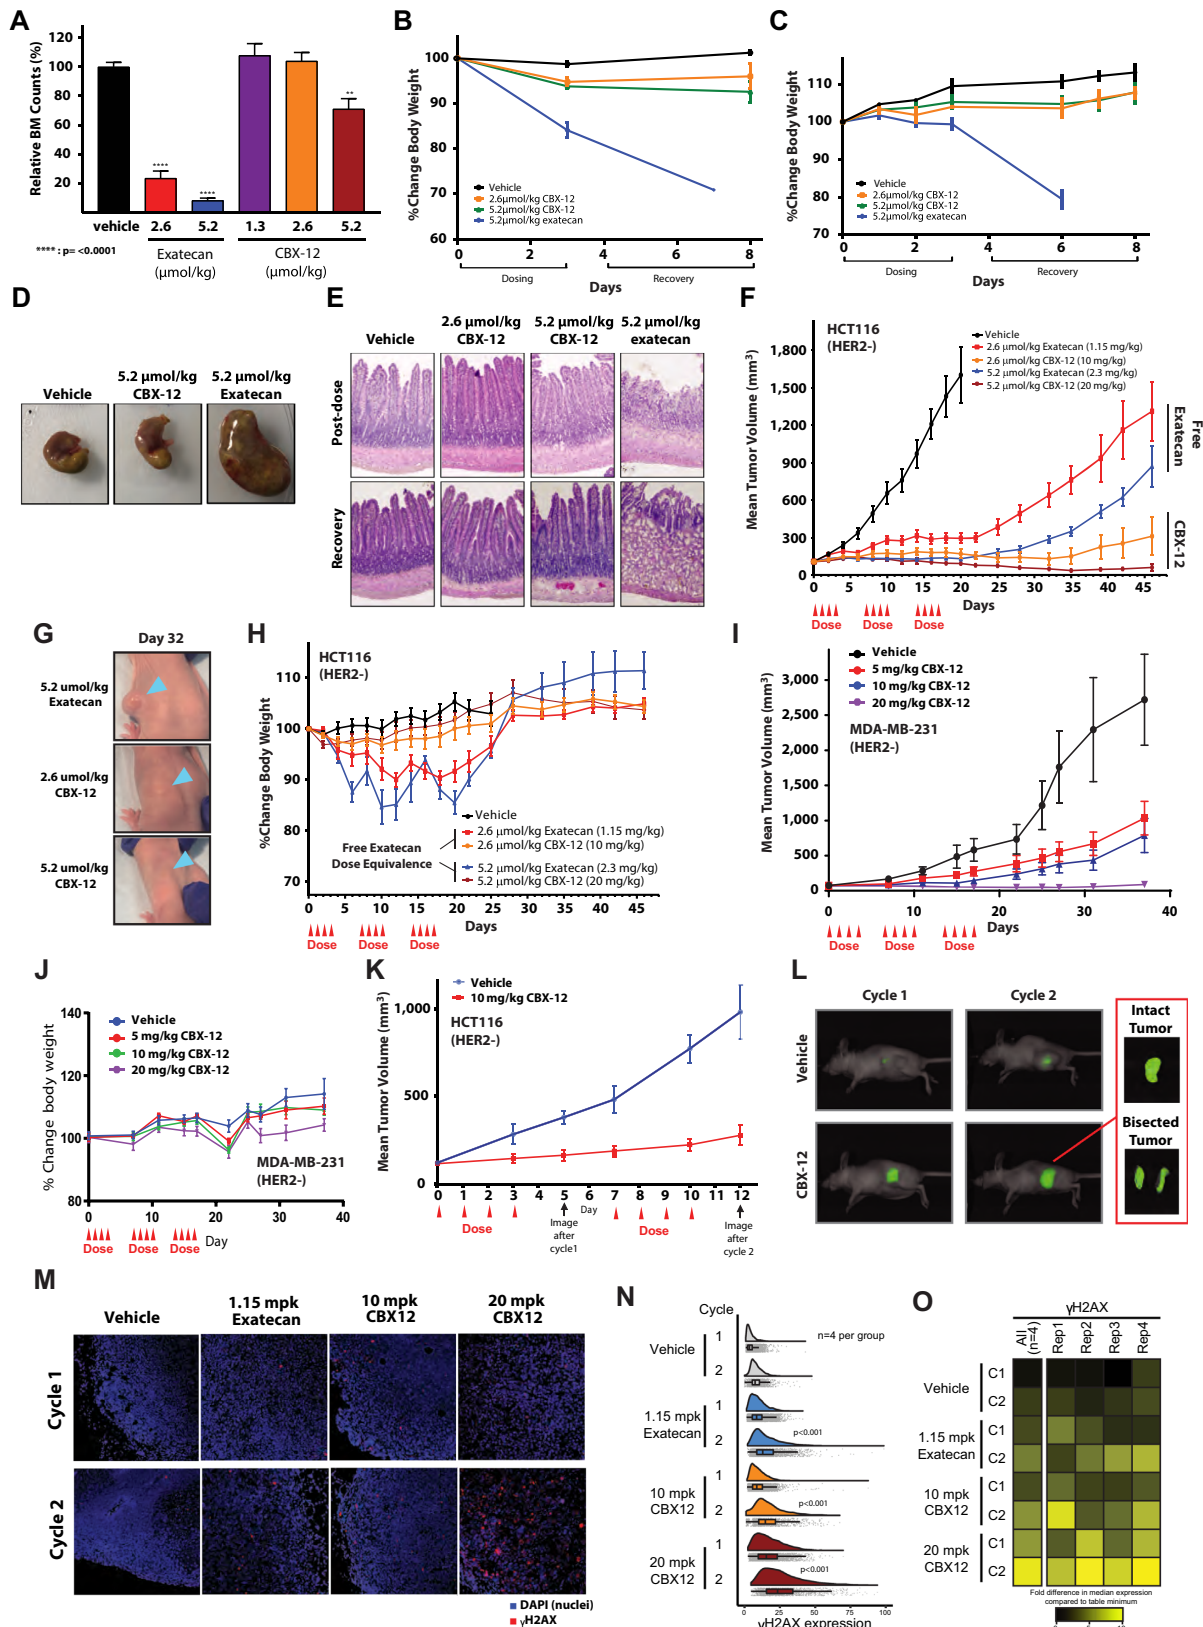 A
Relative BM Counts (%)
120
100
80
60
40
20
****
****
**
vehicle
2.6
5.2
1.3
2.6
5.2
**** : p= <0.0001
Exatecan
(µmol/kg)
CBX-12
(µmol/kg)
B
%Change Body Weight
100
90
80
70
60
Vehicle
2.6µmol/kg CBX-12
5.2µmol/kg CBX-12
5.2µmol/kg exatecan
0
2
4
6
8
Dosing
Recovery
Days
C
%Change Body Weight
110
100
90
80
70
Vehicle
2.6µmol/kg CBX-12
5.2µmol/kg CBX-12
5.2µmol/kg exatecan
0
2
4
6
8
Dosing
Recovery
Days
D
Vehicle
5.2 µmol/kg
CBX-12
5.2 µmol/kg
Exatecan
E
Vehicle
2.6 µmol/kg
CBX-12
5.2 µmol/kg
CBX-12
5.2 µmol/kg
exatecan
Post-dose
Recovery
F
HCT116
(HER2-)
Vehicle
2.6 µmol/kg Exatecan (1.15 mg/kg)
2.6 µmol/kg CBX-12 (10 mg/kg)
5.2 µmol/kg Exatecan (2.3 mg/kg)
5.2 µmol/kg CBX-12 (20 mg/kg)
Mean Tumor Volume (mm³)
1,800
1,500
1,200
900
600
300
0
0
5
10
15
20
25
30
35
40
45
Days
Dose
Dose
Dose
Free
Exatecan
CBX-12
G
Day 32
5.2 umol/kg
Exatecan
2.6 umol/kg
CBX-12
5.2 umol/kg
CBX-12
H
HCT116
(HER2-)
%Change Body Weight
110
100
90
80
70
Vehicle
2.6 µmol/kg Exatecan (1.15 mg/kg)
2.6 µmol/kg CBX-12 (10 mg/kg)
Free Exatecan
Dose Equivalence
5.2 µmol/kg Exatecan (2.3 mg/kg)
5.2 µmol/kg CBX-12 (20 mg/kg)
0
5
10
15
20
25
30
35
40
45
Days
Dose
Dose
Dose
I
Vehicle
5 mg/kg CBX-12
10 mg/kg CBX-12
20 mg/kg CBX-12
MDA-MB-231
(HER2-)
Mean Tumor Volume (mm³)
3,000
2,500
2,000
1,500
1,000
500
0
0
10
20
30
40
Days
Dose
Dose
Dose
J
% Change body weight
140
120
100
80
Vehicle
5 mg/kg CBX-12
10 mg/kg CBX-12
20 mg/kg CBX-12
MDA-MB-231
(HER2-)
0
10
20
30
40
Dose
Dose
Dose
Day
K
Vehicle
10 mg/kg CBX-12
HCT116
(HER2-)
Mean Tumor Volume (mm³)
1,000
500
0
0
1
2
3
4
5
6
7
8
9
10
11
12
Day
Dose
Dose
Image
after
cycle1
Image
after
cycle 2
L
Cycle 1
Cycle 2
Vehicle
CBX-12
Intact
Tumor
Bisected
Tumor
M
Vehicle
1.15 mpk
Exatecan
10 mpk
CBX12
20 mpk
CBX12
Cycle 1
Cycle 2
DAPI (nuclei)
γH2AX
N
Cycle
Vehicle
1
2
n=4 per group
1.15 mpk
Exatecan
1
2
p<0.001
10 mpk
CBX12
1
2
p<0.001
20 mpk
CBX12
1
2
p<0.001
0
25
50
75
100
γH2AX expression
O
γH2AX
All
(n=4)
Rep1
Rep2
Rep3
Rep4
Vehicle
C1
C2
1.15 mpk
Exatecan
C1
C2
10 mpk
CBX12
C1
C2
20 mpk
CBX12
C1
C2
Fold difference in median expression
compared to table minimum